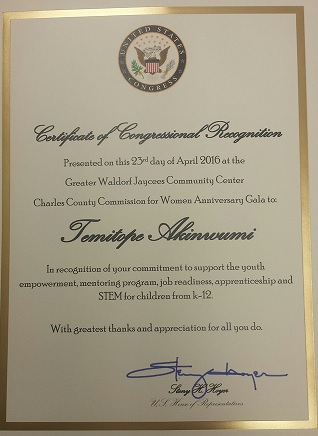 UNITED STATES
CONGRESS
Certificate of Congressional Recognition
Presented on this 23rd day of April 2016 at the
Greater Waldorf Jaycees Community Center
Charles County Commission for Women Anniversary Gala to:
Temitope Akinwumi
In recognition of your commitment to support the youth
empowerment, mentoring program, job readiness, apprenticeship and
STEM for children from k-12.
With greatest thanks and appreciation for all you do.
Steny H. Hoyer
Steny H. Hoyer
U.S. House of Representatives